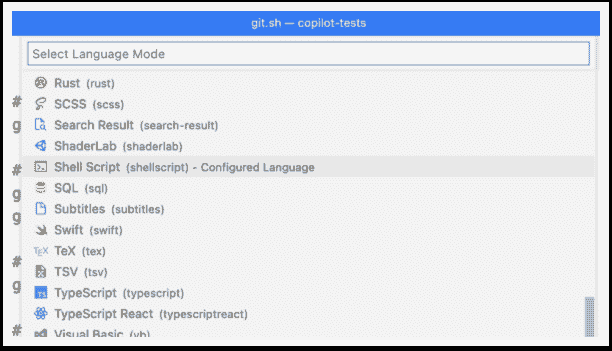 git.sh — copilot-tests
Select Language Mode
Rust (rust)
#
SCSS (scss)
g
Search Result (search-result)
ShaderLab (shaderlab)
#
Shell Script (shellscript) - Configured Language
g
SQL (sql)
g
Subtitles (subtitles)
Swift (swift)
#
TEX TeX (tex)
g
TSV (tsv)
TS TypeScript (typescript)
TypeScript React (typescriptreact)
#
Visual Basic (vb)